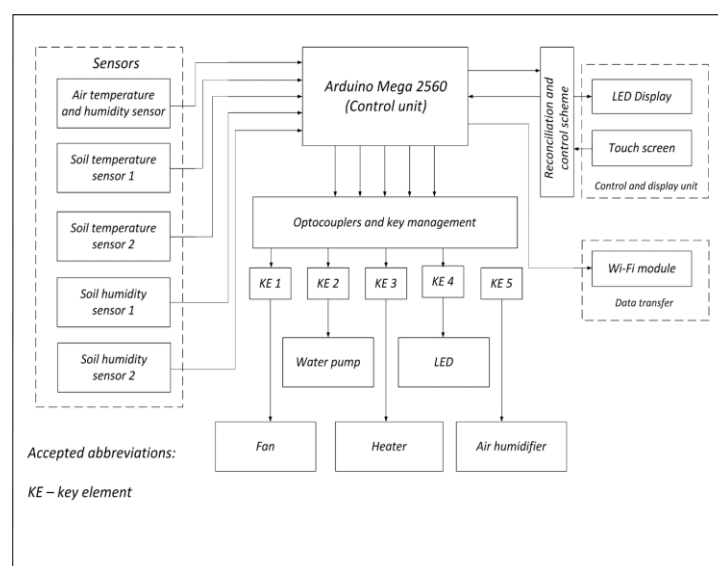 Sensors
Air temperature
and humidity sensor
Soil temperature
sensor 1
Soil temperature
sensor 2
Soil humidity
sensor 1
Soil humidity
sensor 2
Arduino Mega 2560
(Control unit)
Reconciliation and
control scheme
LED Display
Touch screen
Control and display unit
Wi-Fi module
Data transfer
Optocouplers and key management
KE 1
KE 2
KE 3
KE 4
KE 5
Water pump
LED
Fan
Heater
Air humidifier
Accepted abbreviations:
KE – key element